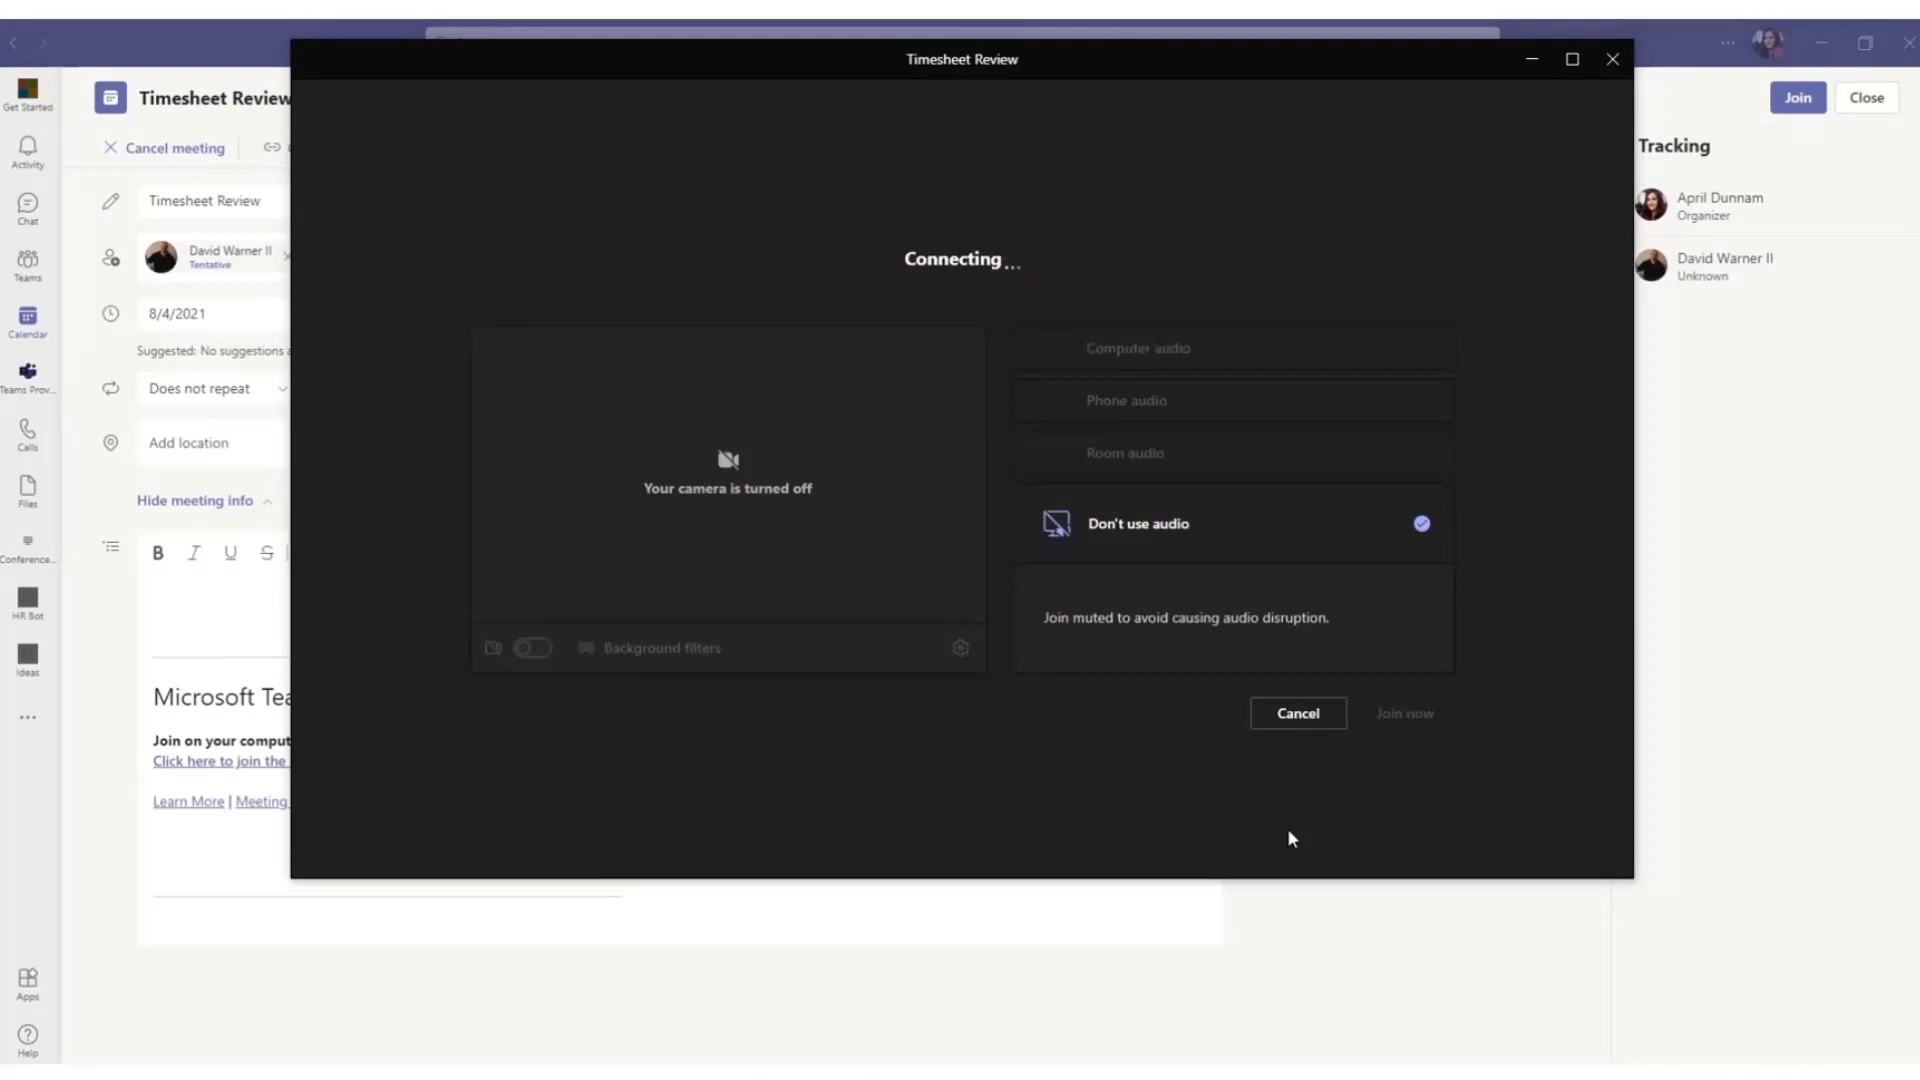 Timesheet Review
Get Started
Activity
Chat
Teams
Calendar
Teams Prov...
Calls
Files
Conference...
HR Bot
Ideas
Apps
Help
Timesheet Review
Cancel meeting
Timesheet Review
David Warner II
Tentative
8/4/2021
Suggested: No suggestions
Does not repeat
Add location
Hide meeting info
B I U S
Microsoft Tea
Join on your comput
Click here to join the
Learn More | Meeting
Connecting...
Your camera is turned off
Background filters
Computer audio
Phone audio
Room audio
Don't use audio
Join muted to avoid causing audio disruption.
Cancel Join now
Join Close
Tracking
April Dunnam
Organizer
David Warner II
Unknown